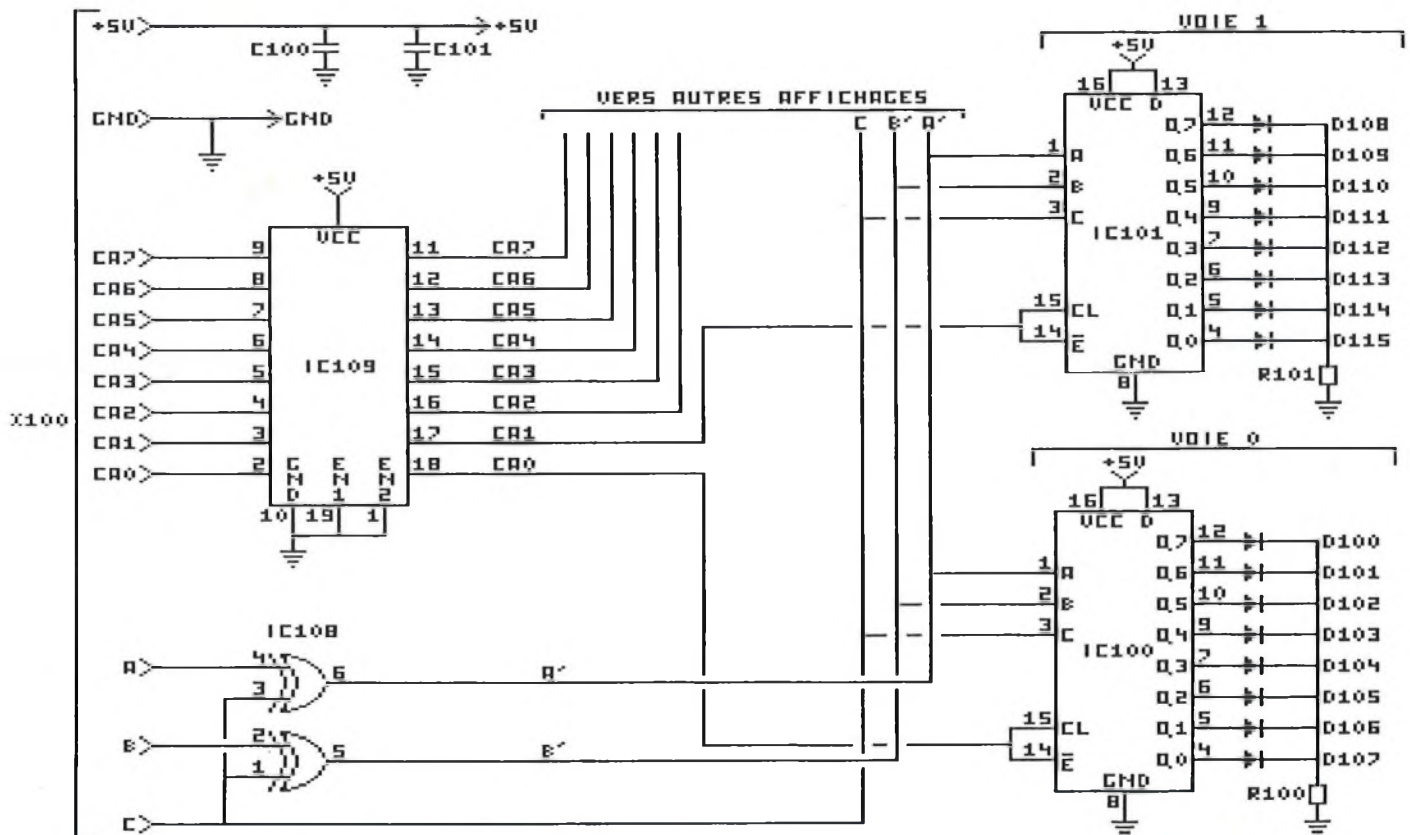 +5V
+5V
C100
C101
GND
GND
X100
+5V
VCC
IC109
CA7
9
11
CA7
CA6
8
12
CA6
CA5
7
13
CA5
CA4
6
14
CA4
CA3
5
15
CA3
CA2
4
16
CA2
CA1
3
17
CA1
CA0
2
18
CA0
GND
EN1
EN2
10
19
1
VERS AUTRES AFFICHAGES
C B' A'
IC108
A
4
3
6
A'
B
2
1
5
B'
C
VOIE 1
+5V
16
13
VCC D
IC101
1
A
2
B
3
C
15
CL
14
E
Q7
12
D108
Q6
11
D109
Q5
10
D110
Q4
9
D111
Q3
7
D112
Q2
6
D113
Q1
5
D114
Q0
4
D115
GND
8
R101
VOIE 0
+5V
16
13
VCC D
IC100
1
A
2
B
3
C
15
CL
14
E
Q7
12
D100
Q6
11
D101
Q5
10
D102
Q4
9
D103
Q3
7
D104
Q2
6
D105
Q1
5
D106
Q0
4
D107
GND
8
R100